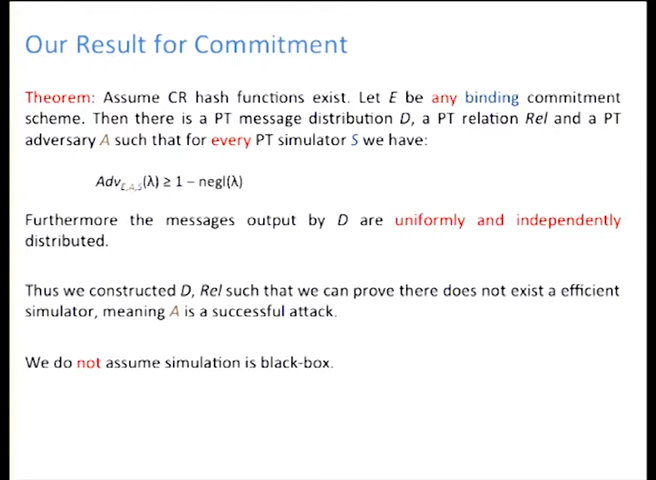 Our Result for Commitment
Theorem: Assume CR hash functions exist. Let E be any binding commitment
scheme. Then there is a PT message distribution D, a PT relation Rel and a PT
adversary A such that for every PT simulator S we have:
Adv_{E,A,S}(λ) ≥ 1 – negl(λ)
Furthermore the messages output by D are uniformly and independently
distributed.
Thus we constructed D, Rel such that we can prove there does not exist a efficient
simulator, meaning A is a successful attack.
We do not assume simulation is black-box.